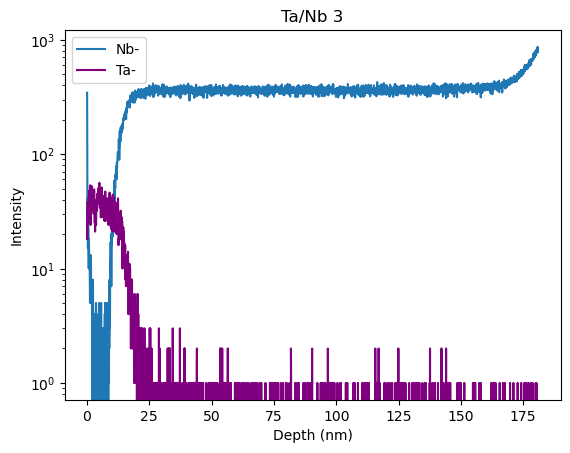 Ta/Nb 3
Nb-
Ta-
Intensity
10³
10²
10¹
10⁰
0 25 50 75 100 125 150 175
Depth (nm)